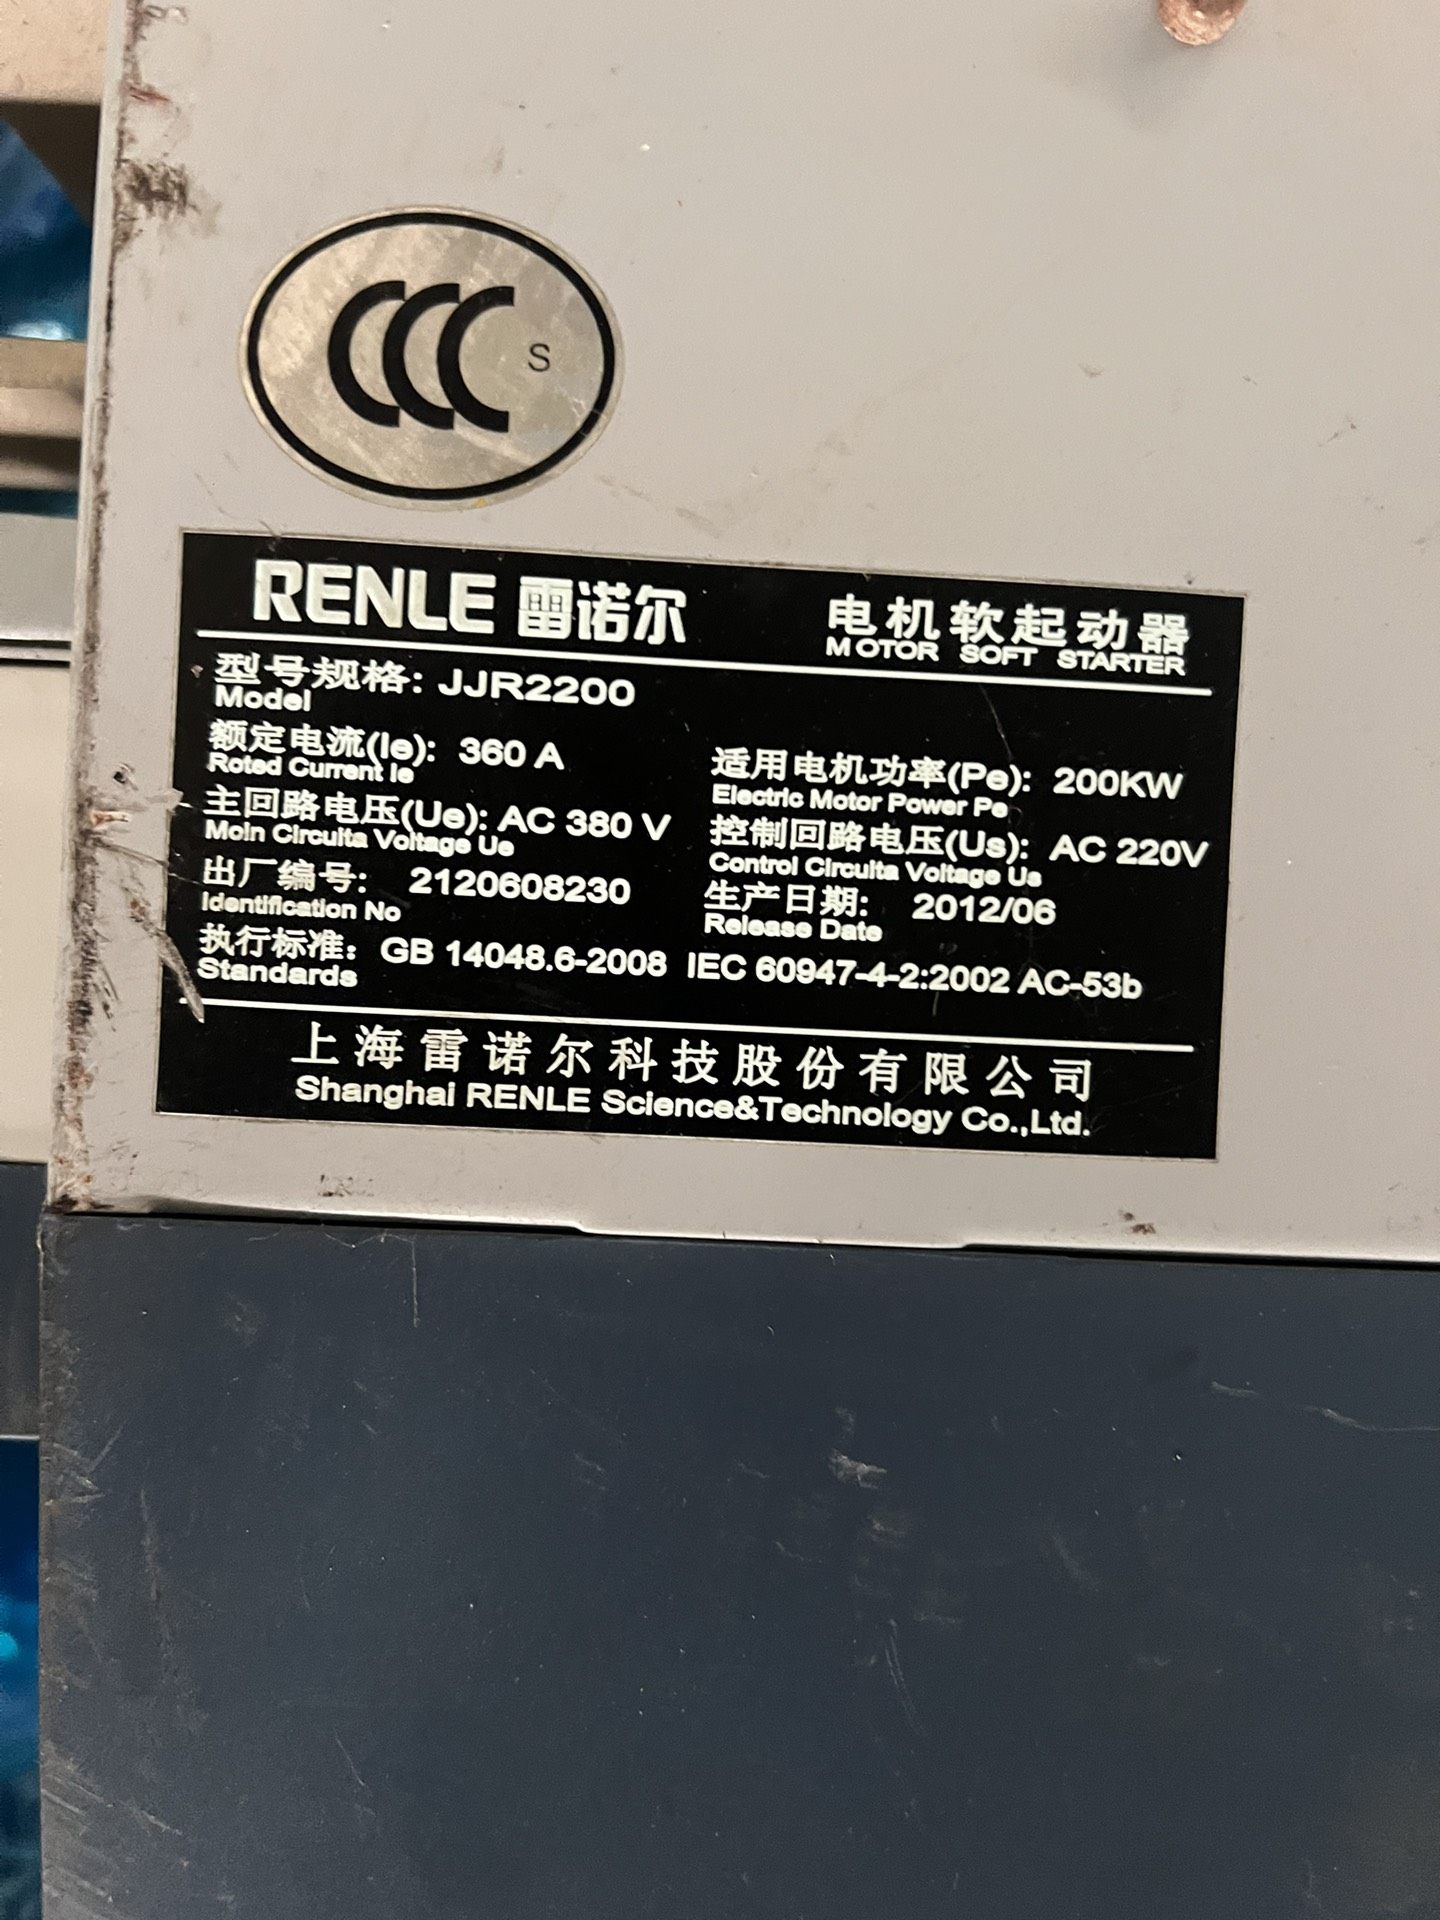 CCC S
RENLE 雷诺尔 电机软起动器
MOTOR SOFT STARTER
型号规格: JJR2200
Model
额定电流(Ie): 360 A 适用电机功率(Pe): 200KW
Roted Current Ie Electric Motor Power Pe
主回路电压(Ue): AC 380 V 控制回路电压(Us): AC 220V
Moin Circuita Voltage Ue Control Circuita Voltage Us
出厂编号: 2120608230 生产日期: 2012/06
Identification No Release Date
执行标准: GB 14048.6-2008 IEC 60947-4-2:2002 AC-53b
Standards
上海雷诺尔科技股份有限公司
Shanghai RENLE Science&Technology Co.,Ltd.